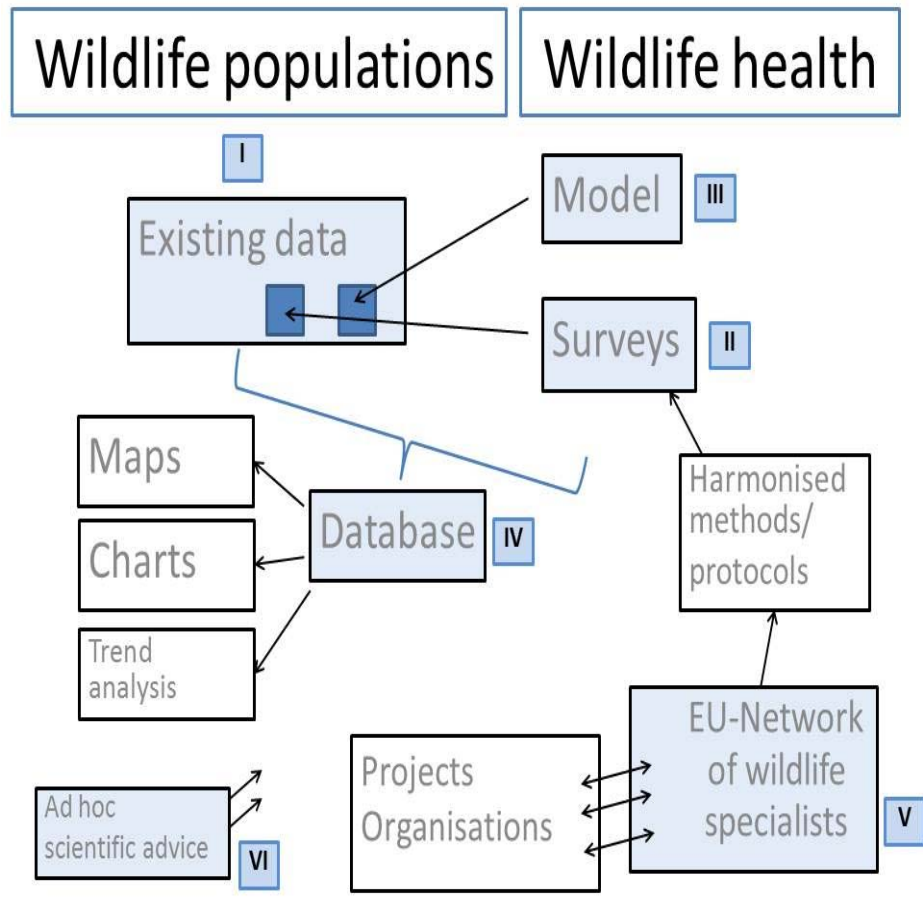 Wildlife populations
Wildlife health
I
Existing data
Model
III
Surveys
II
Maps
Charts
Trend
analysis
Database
IV
Harmonised
methods/
protocols
Projects
Organisations
EU-Network
of wildlife
specialists
V
Ad hoc
scientific advice
VI